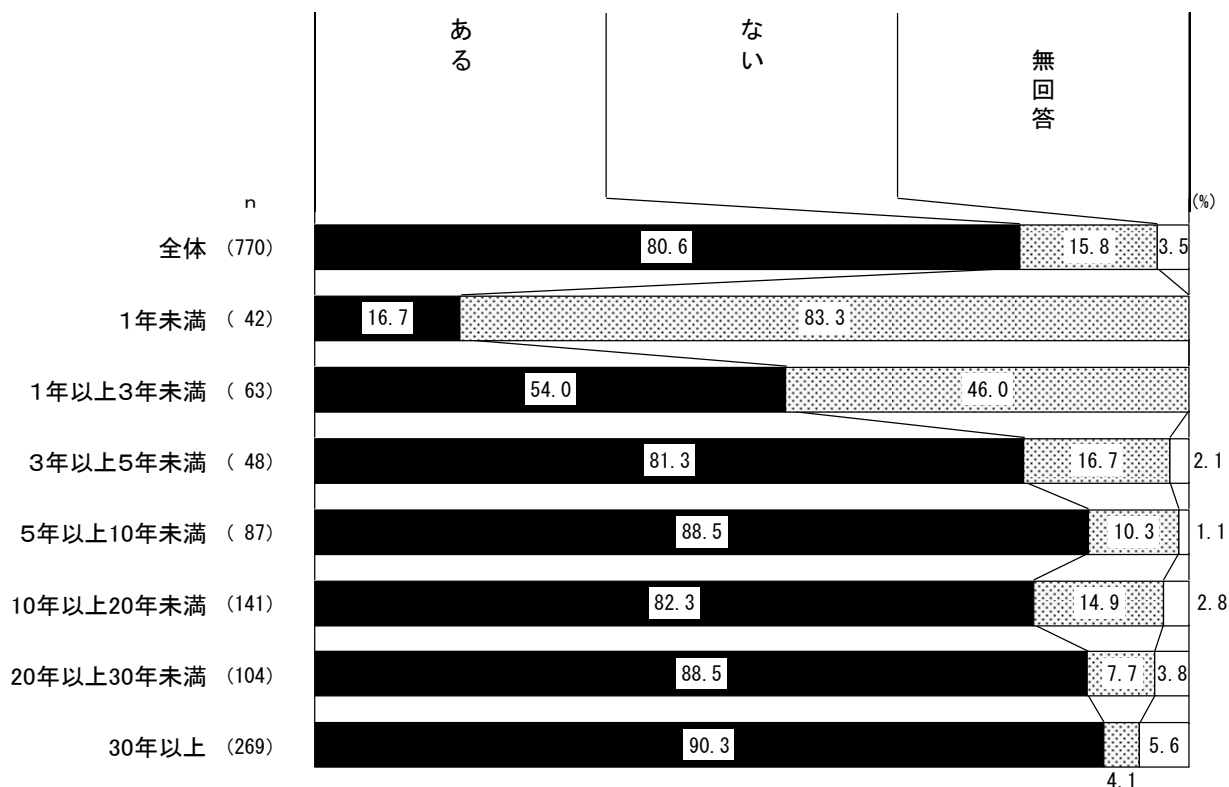 ある
ない
無回答
n
(%)
全体 (770) 80.6 15.8 3.5
1年未満 ( 42) 16.7 83.3
1年以上3年未満 ( 63) 54.0 46.0
3年以上5年未満 ( 48) 81.3 16.7 2.1
5年以上10年未満 ( 87) 88.5 10.3 1.1
10年以上20年未満 (141) 82.3 14.9 2.8
20年以上30年未満 (104) 88.5 7.7 3.8
30年以上 (269) 90.3 5.6
4.1